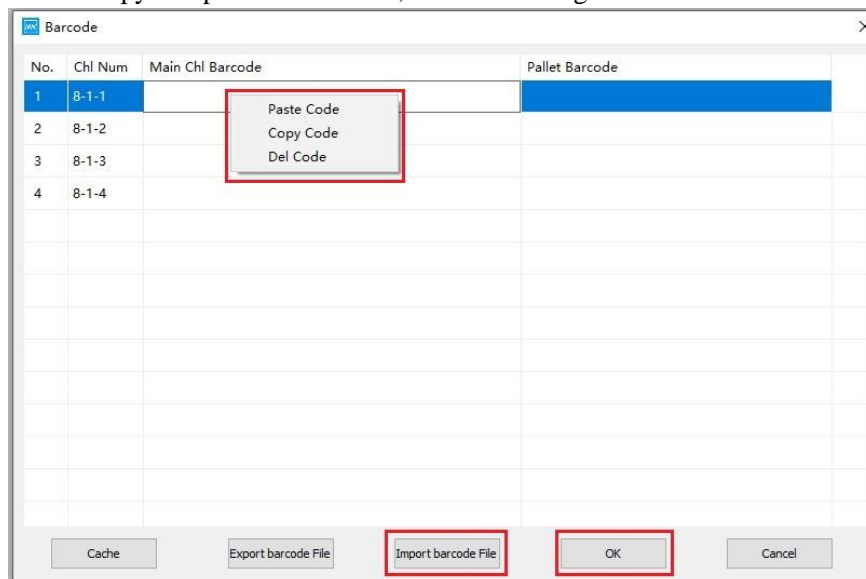 Barcode
No. Chl Num Main Chl Barcode Pallet Barcode
1 8-1-1
Paste Code
Copy Code
Del Code
2 8-1-2
3 8-1-3
4 8-1-4
Cache Export barcode File Import barcode File OK Cancel